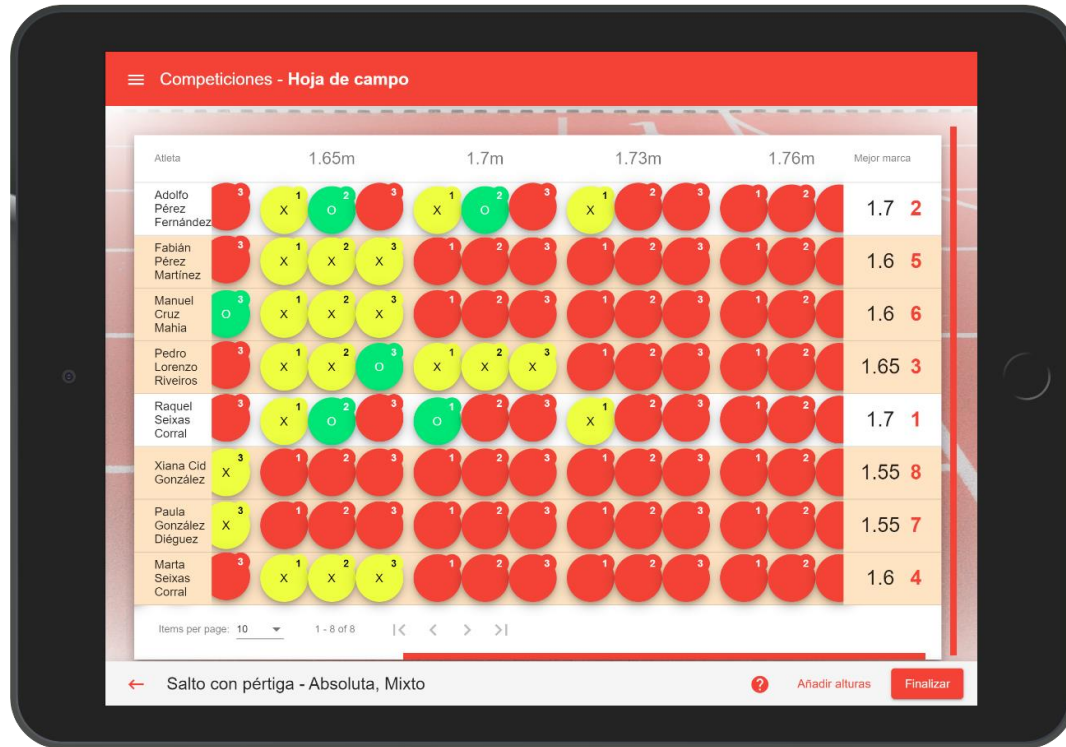 Competiciones - Hoja de campo
Atleta 1.65m 1.7m 1.73m 1.76m Mejor marca
Adolfo
Pérez
Fernández
3 X 1 O 2 3 X 1 O 2 3 X 1 2 3 1 2 1.7 2
Fabián
Pérez
Martínez
3 X 1 X 2 X 3 1 2 3 1 2 3 1 2 1.6 5
Manuel
Cruz
Mahia
O 3 X 1 X 2 X 3 1 2 3 1 2 3 1 2 1.6 6
Pedro
Lorenzo
Riveiros
3 X 1 X 2 O 3 X 1 X 2 X 3 1 2 3 1 2 1.65 3
Raquel
Seixas
Corral
3 X 1 O 2 3 O 1 2 3 X 1 2 3 1 2 1.7 1
Xiana Cid
González
X 3 1 2 3 1 2 3 1 2 3 1 2 1.55 8
Paula
González
Diéguez
X 3 1 2 3 1 2 3 1 2 3 1 2 1.55 7
Marta
Seixas
Corral
3 X 1 X 2 X 3 1 2 3 1 2 3 1 2 1.6 4
Items per page: 10 1 - 8 of 8
Salto con pértiga - Absoluta, Mixto ? Añadir alturas Finalizar